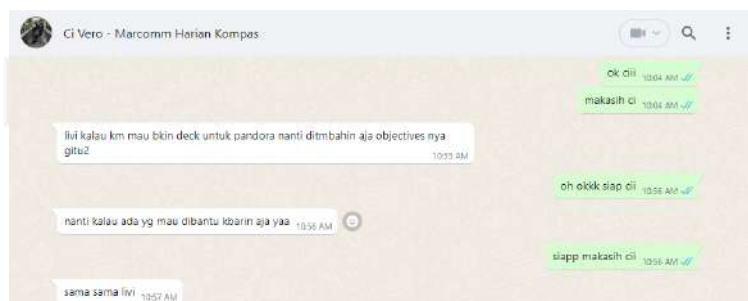 Ci Vero - Marcomm Harian Kompas
ok ciii 10:04 AM
makasih ci 10:04 AM
livi kalau km mau bkin deck untuk pandora nanti ditmbahin aja objectives nya
gitu2 10:55 AM
oh okkk siap cii 10:56 AM
nanti kalau ada yg mau dibantu kbarin aja yaa 10:56 AM
siapp makasih cii 10:56 AM
sama sama livi 10:57 AM